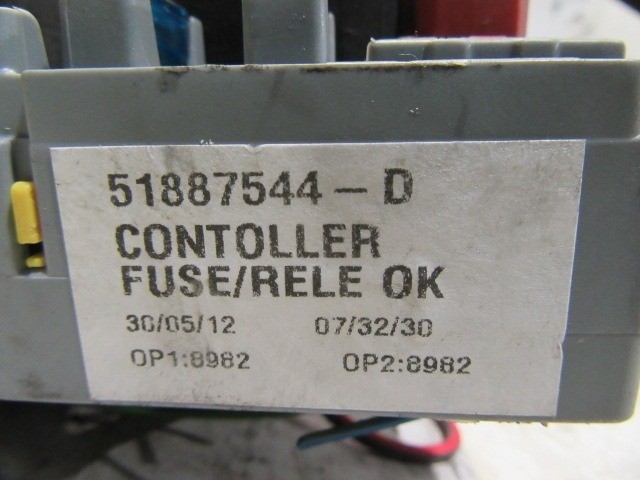 51887544-D
CONTOLLER
FUSE/RELE OK
30/05/12 07/32/30
OP1:8982 OP2:8982